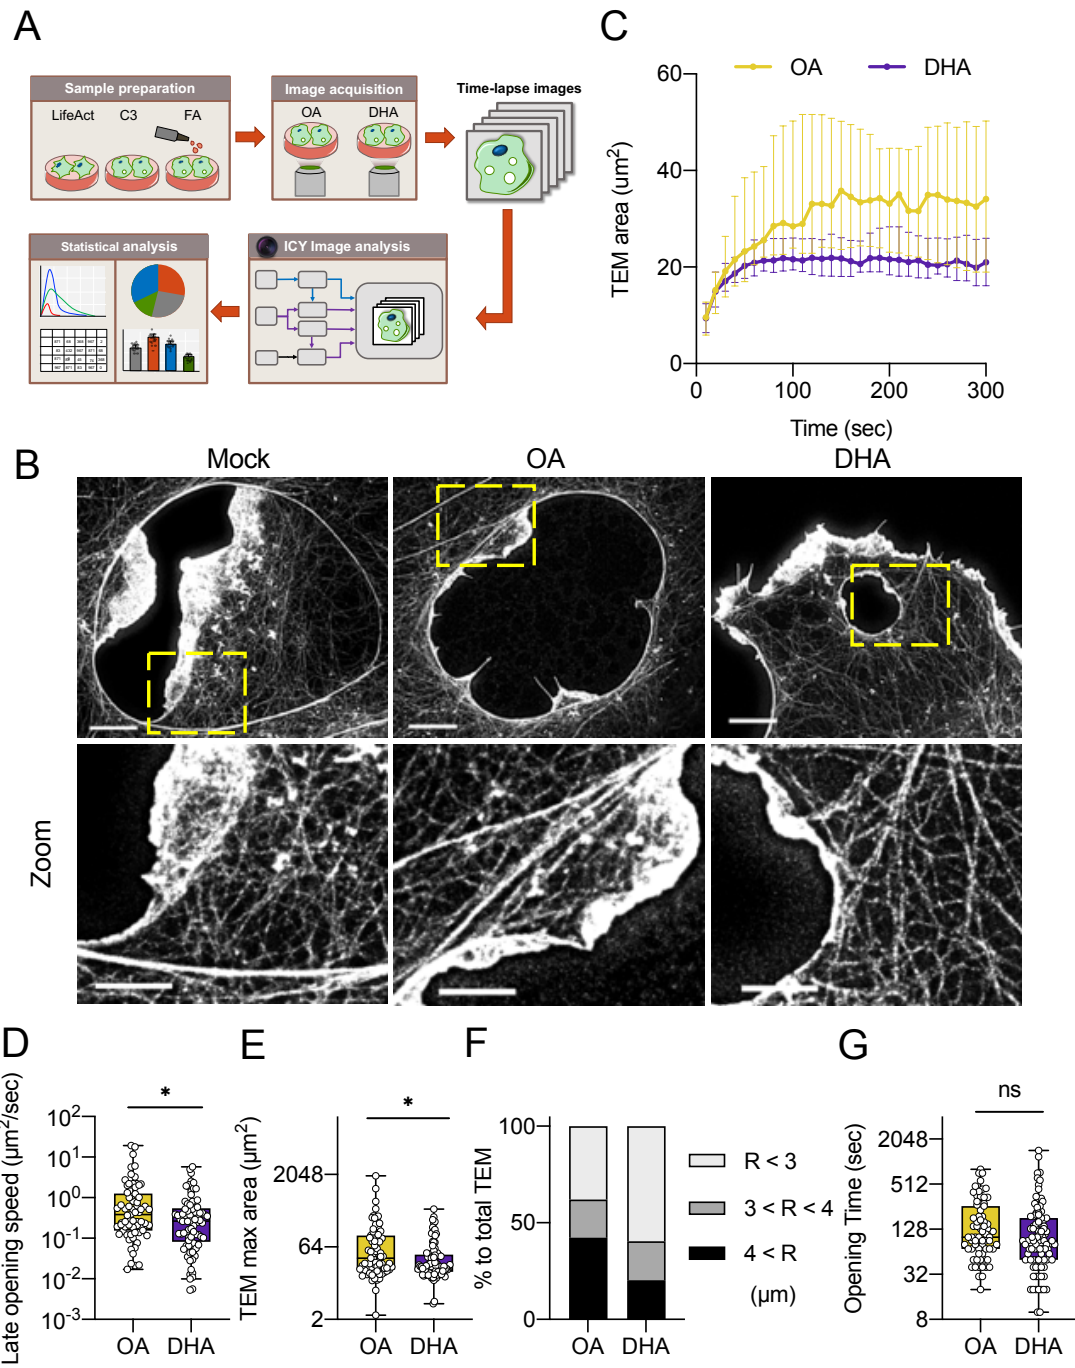 A
Sample preparation
LifeAct C3 FA
Image acquisition
OA DHA
Time-lapse images
Statistical analysis
ICY Image analysis
C
OA DHA
TEM area (um²)
60
40
20
0
0 100 200 300
Time (sec)
B
Mock OA DHA
Zoom
D
Late opening speed (µm²/sec)
*
10²
10¹
10⁰
10⁻¹
10⁻²
10⁻³
OA DHA
E
TEM max area (µm²)
*
2048
64
2
OA DHA
F
% to total TEM
100
50
0
OA DHA
R < 3
3 < R < 4
4 < R
(µm)
G
Opening Time (sec)
ns
2048
512
128
32
8
OA DHA